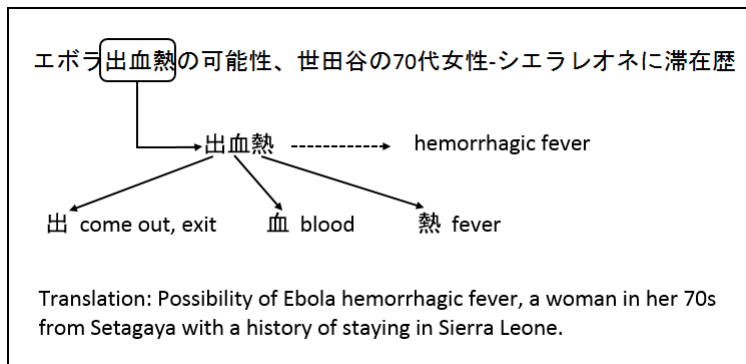 エボラ出血熱の可能性、世田谷の70代女性-シエラレオネに滞在歴
出血熱 hemorrhagic fever
出 come out, exit 血 blood 熱 fever
Translation: Possibility of Ebola hemorrhagic fever, a woman in her 70s
from Setagaya with a history of staying in Sierra Leone.